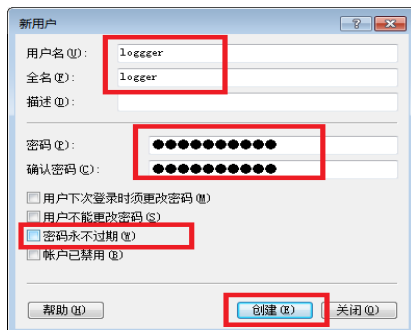 新用户
用户名(U): loggger
全名(F): logger
描述(D):
密码(P): ●●●●●●●●●●
确认密码(C): ●●●●●●●●●●
用户下次登录时须更改密码(M)
用户不能更改密码(S)
密码永不过期(W)
帐户已禁用(B)
帮助(H) 创建(E) 关闭(O)